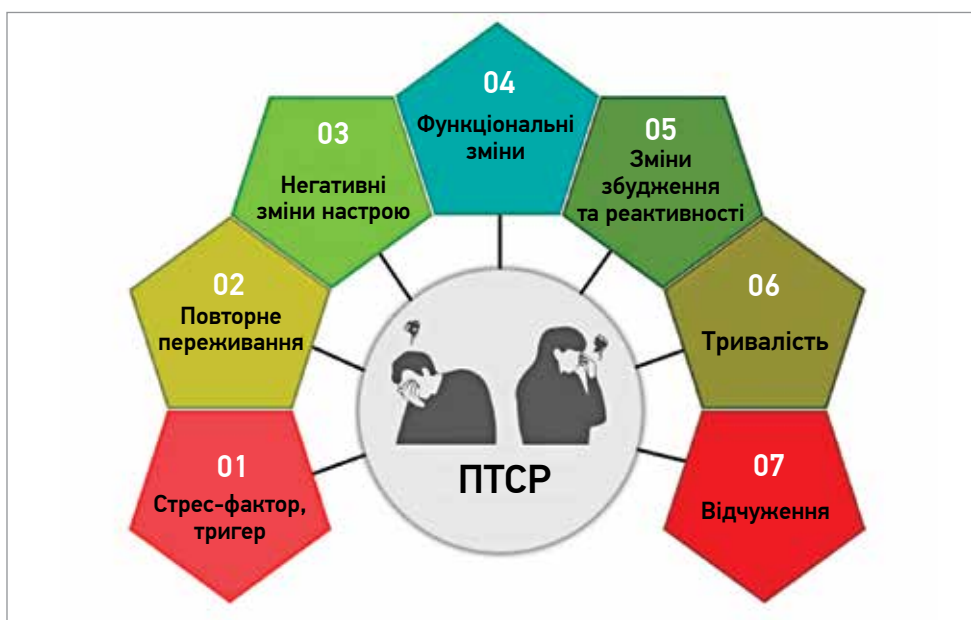 01
Стрес-фактор,
тригер
02
Повторне
переживання
03
Негативні
зміни настрою
04
Функціональні
зміни
05
Зміни
збудження
та реактивності
06
Тривалість
07
Відчуження
ПТСР